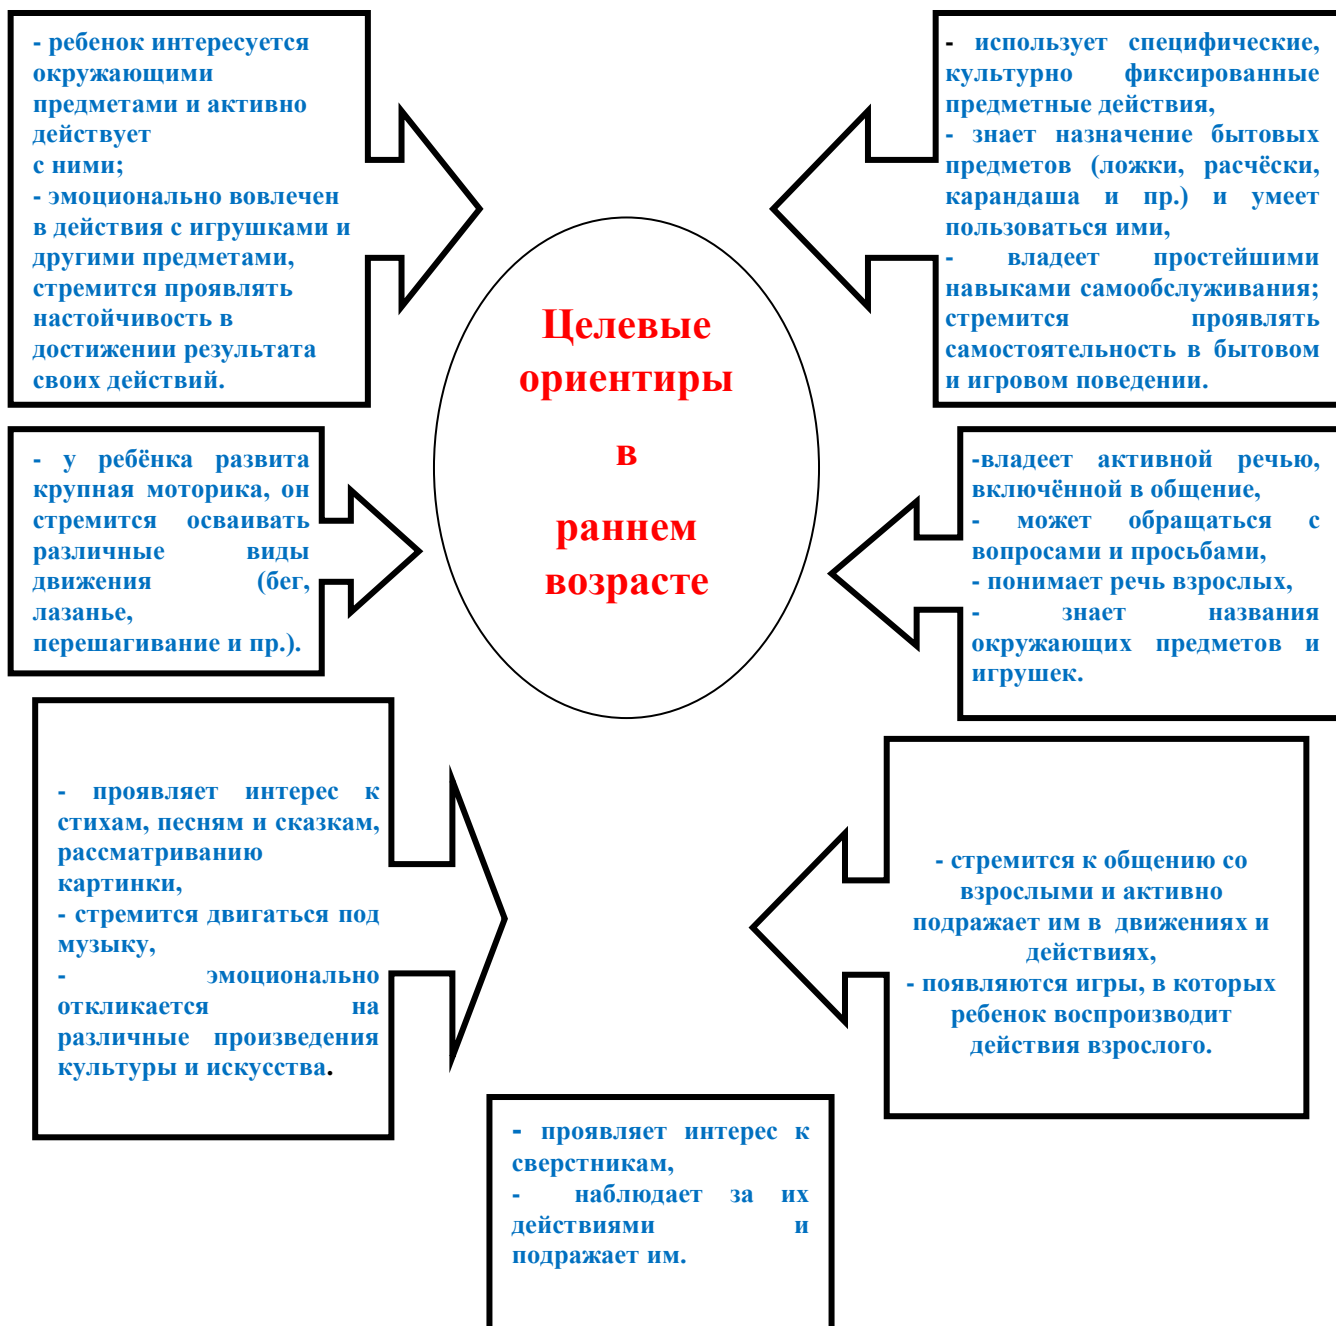 - ребенок интересуется
окружающими
предметами и активно
действует
с ними;
- эмоционально вовлечен
в действия с игрушками и
другими предметами,
стремится проявлять
настойчивость в
достижении результата
своих действий.
- использует специфические,
культурно фиксированные
предметные действия,
- знает назначение бытовых
предметов (ложки, расчёски,
карандаша и пр.) и умеет
пользоваться ими,
- владеет простейшими
навыками самообслуживания;
стремится проявлять
самостоятельность в бытовом
и игровом поведении.
Целевые
ориентиры
в
раннем
возрасте
- у ребёнка развита
крупная моторика, он
стремится осваивать
различные виды
движения (бег,
лазанье,
перешагивание и пр.).
-владеет активной речью,
включённой в общение,
- может обращаться с
вопросами и просьбами,
- понимает речь взрослых,
- знает названия
окружающих предметов и
игрушек.
- проявляет интерес к
стихам, песням и сказкам,
рассматриванию
картинки,
- стремится двигаться под
музыку,
- эмоционально
откликается на
различные произведения
культуры и искусства.
- стремится к общению со
взрослыми и активно
подражает им в движениях и
действиях,
- появляются игры, в которых
ребенок воспроизводит
действия взрослого.
- проявляет интерес к
сверстникам,
- наблюдает за их
действиями и
подражает им.